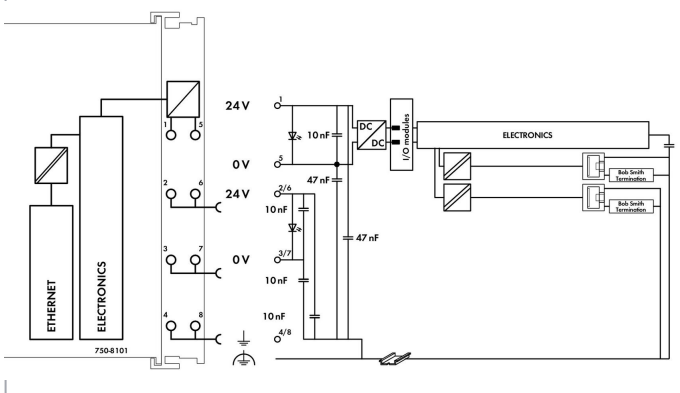 24 V
1
5
1
DC
DC
I/O modules
ELECTRONICS
10 nF
0 V
5
47 nF
2
6
24 V
2/6
10 nF
Bob Smith
Termination
Bob Smith
Termination
47 nF
3
7
0 V
3/7
10 nF
ETHERNET
ELECTRONICS
10 nF
4
8
4/8
750-8101